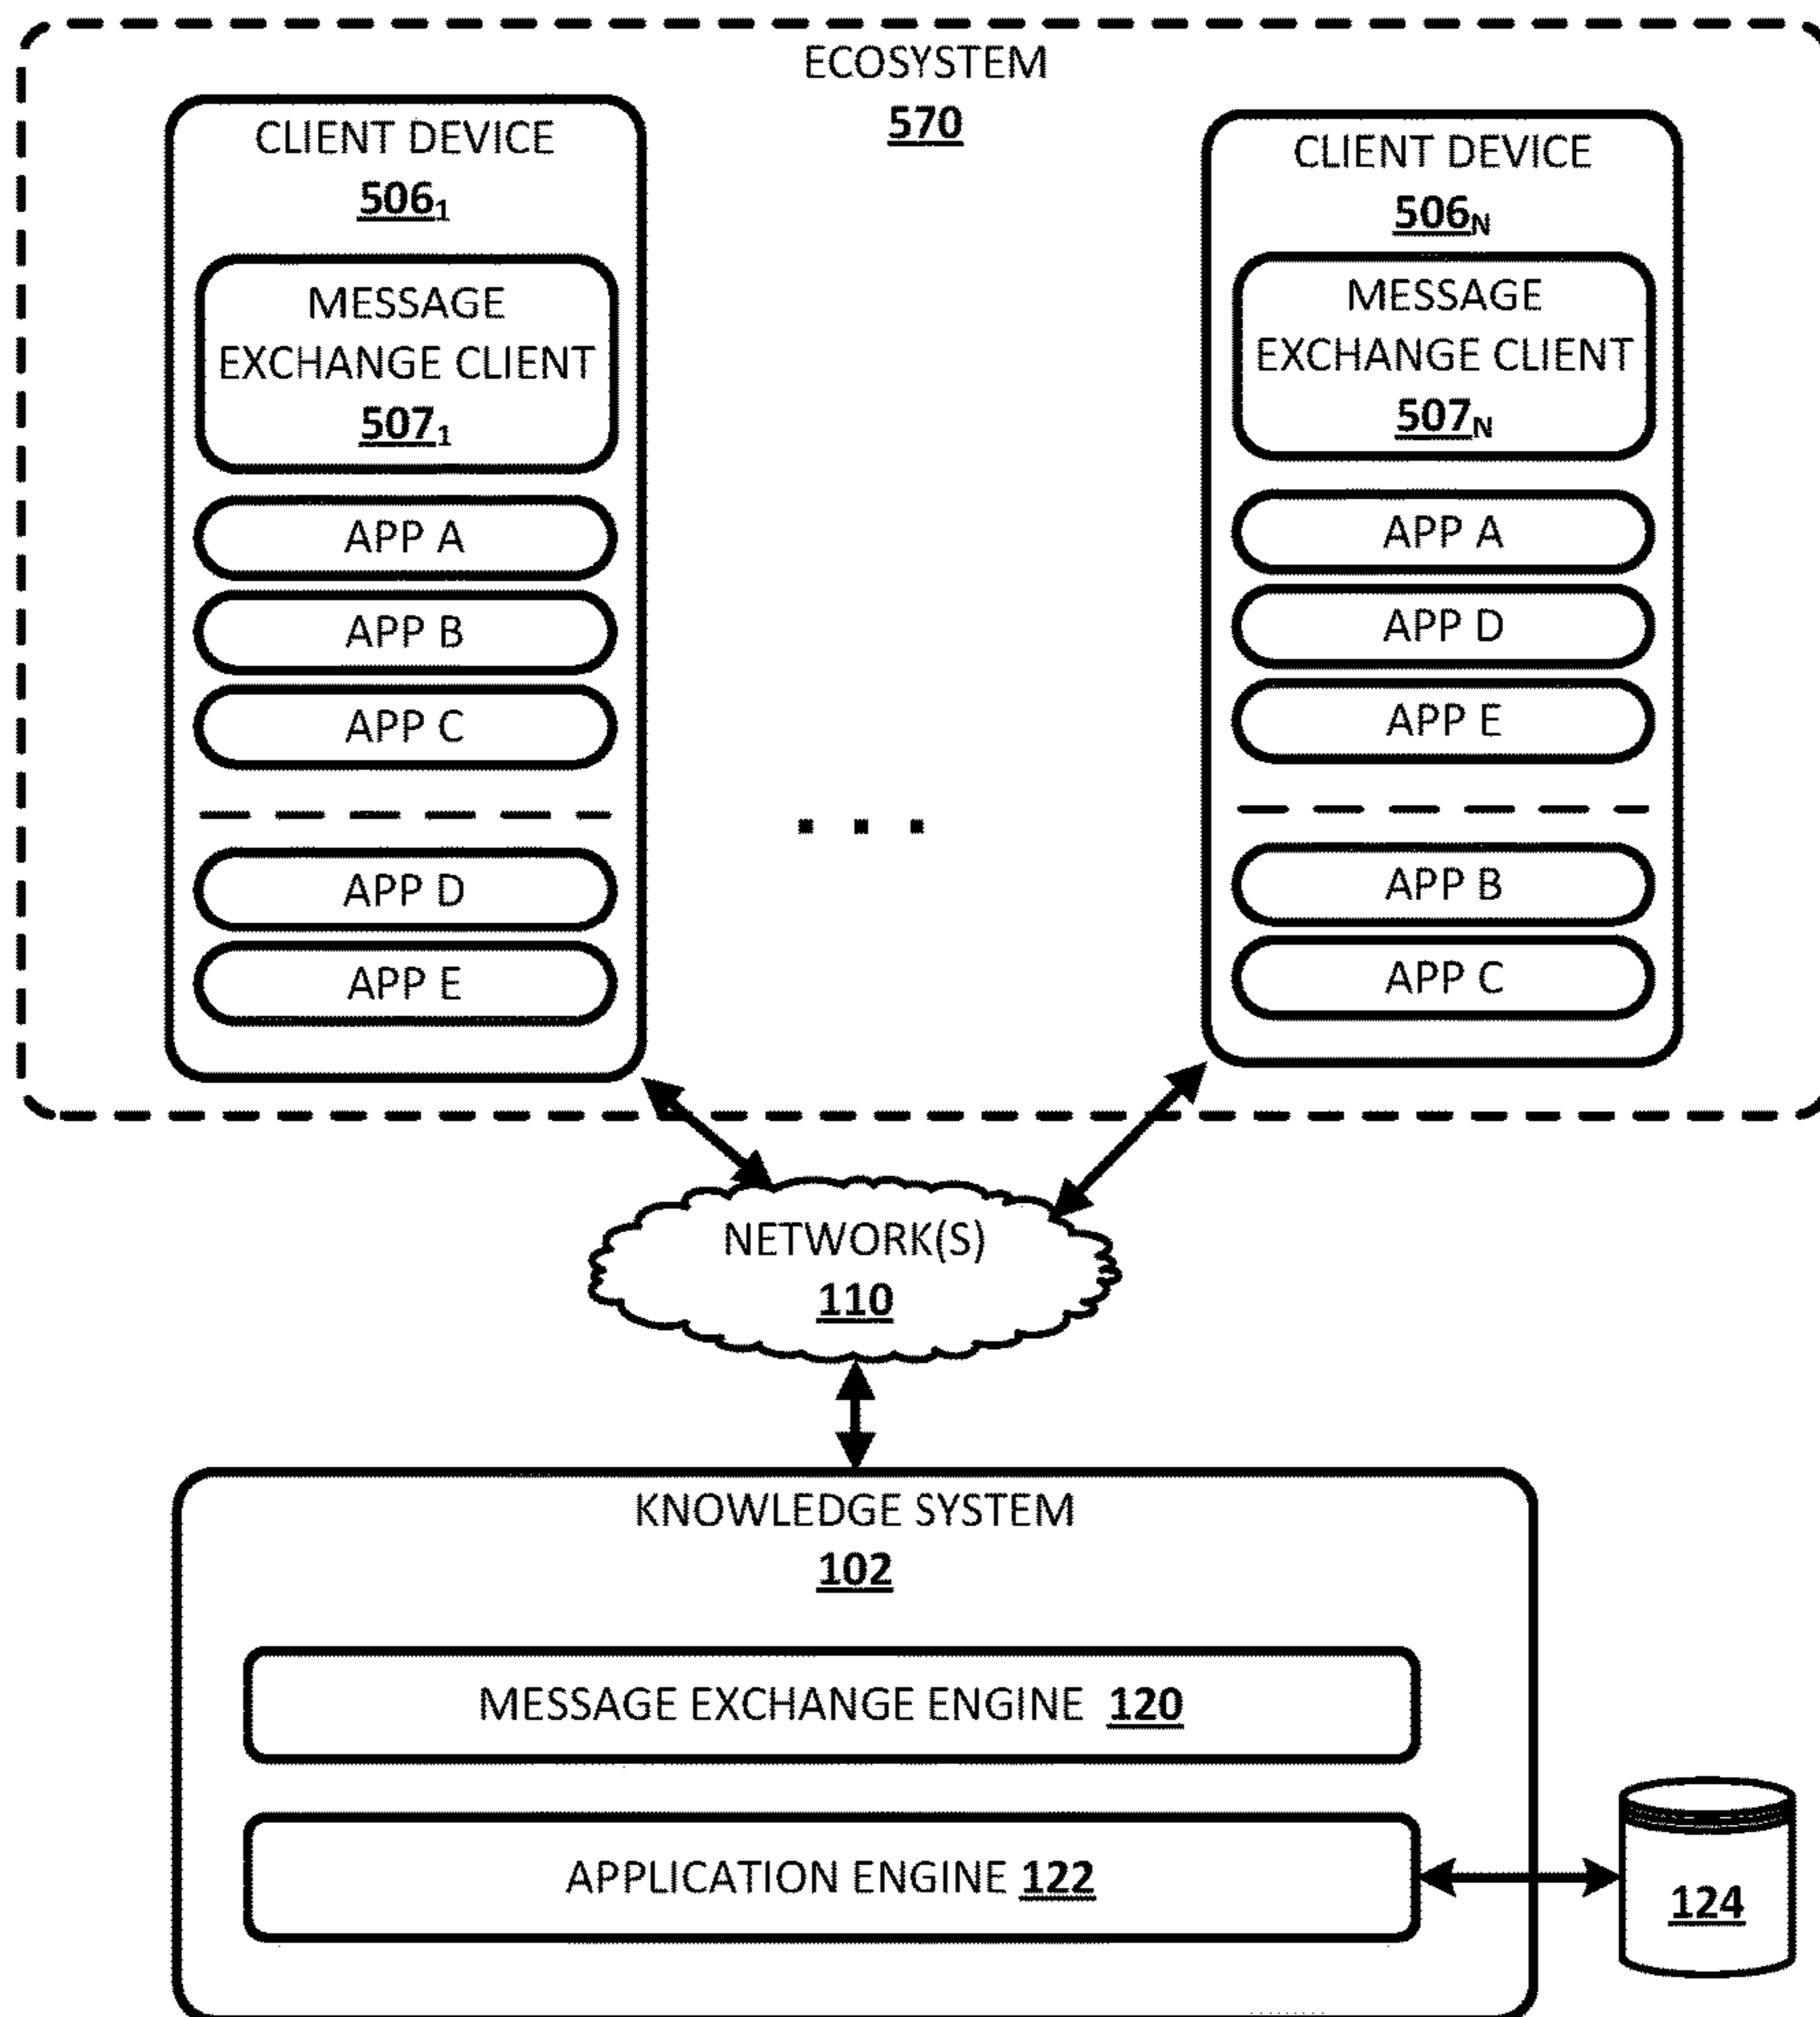 ECOSYSTEM
570
CLIENT DEVICE
506₁
MESSAGE
EXCHANGE CLIENT
507₁
APP A
APP B
APP C
APP D
APP E
CLIENT DEVICE
506N
MESSAGE
EXCHANGE CLIENT
507N
APP A
APP D
APP E
APP B
APP C
. . .
NETWORK(S)
110
KNOWLEDGE SYSTEM
102
MESSAGE EXCHANGE ENGINE 120
APPLICATION ENGINE 122
124